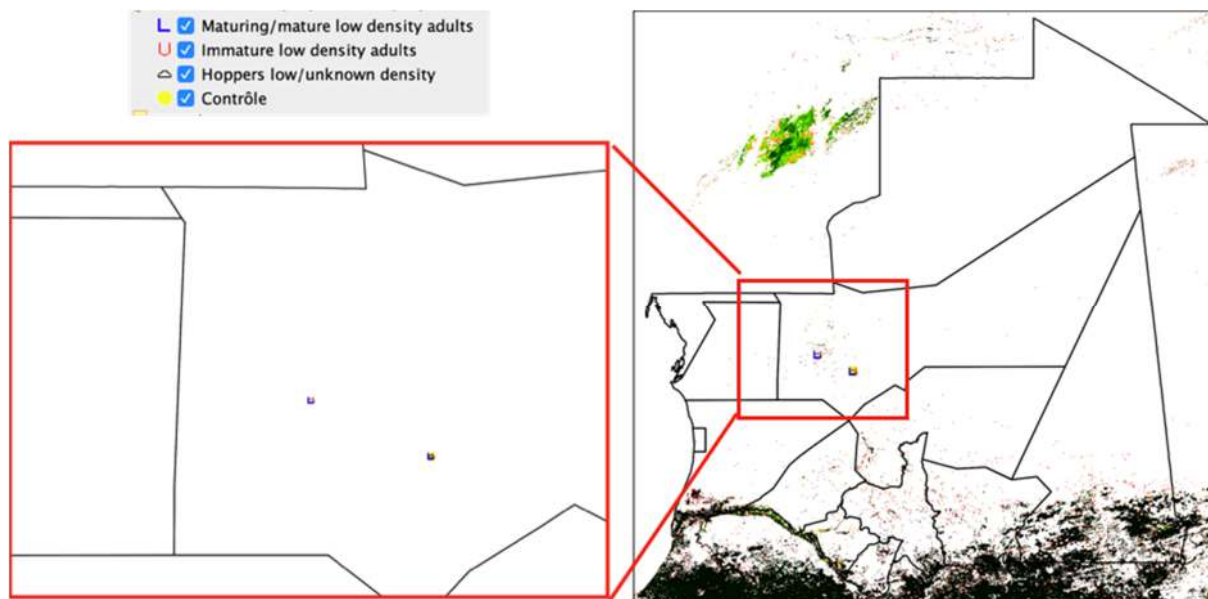 Maturing/mature low density adults
Immature low density adults
Hoppers low/unknown density
Contrôle